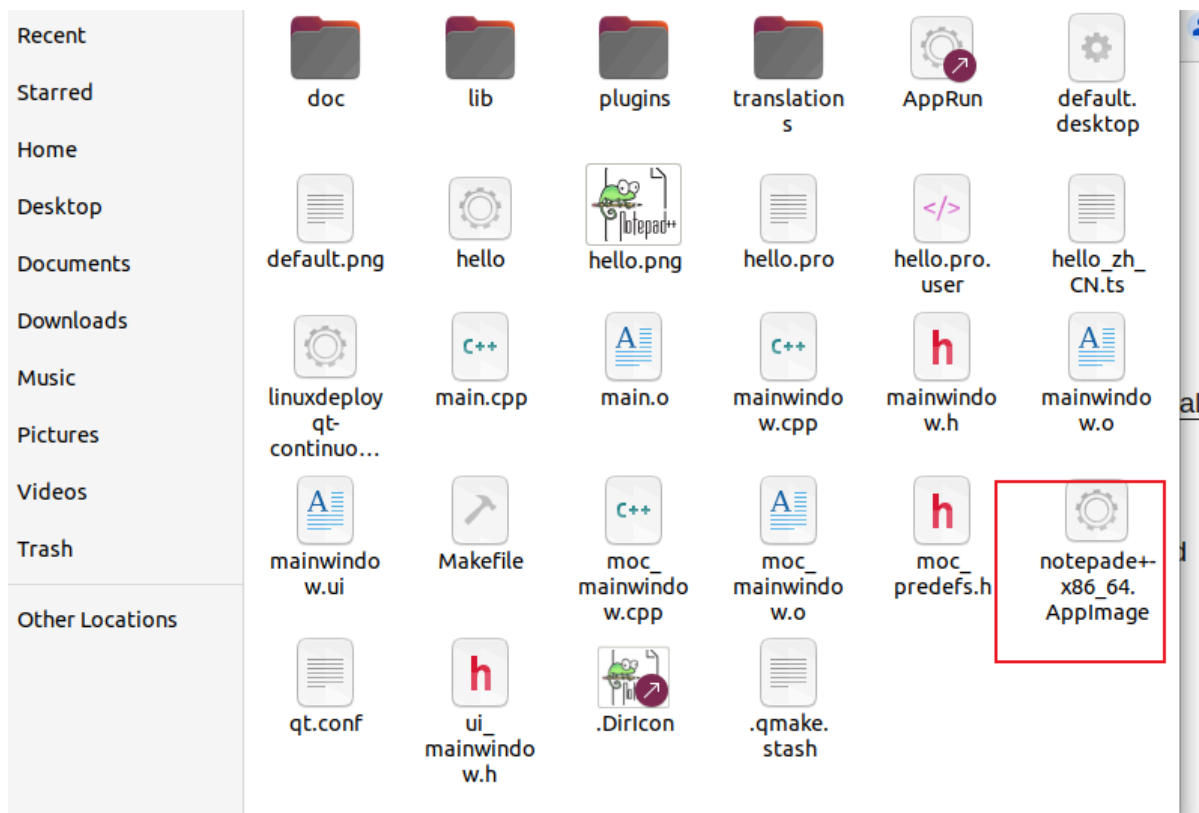 Recent
Starred
Home
Desktop
Documents
Downloads
Music
Pictures
Videos
Trash
Other Locations
doc
lib
plugins
translation
s
AppRun
default.
desktop
default.png
hello
Notepad++
hello.png
hello.pro
</>
hello.pro.
user
hello_zh_
CN.ts
linuxdeploy
qt-
continuo...
C++
main.cpp
A
main.o
C++
mainwindo
w.cpp
h
mainwindo
w.h
A
mainwindo
w.o
A
mainwindo
w.ui
Makefile
C++
moc_
mainwindo
w.cpp
A
moc_
mainwindo
w.o
h
moc_
predefs.h
notepade+-
x86_64.
AppImage
qt.conf
h
ui_
mainwindo
w.h
.DirIcon
.qmake.
stash